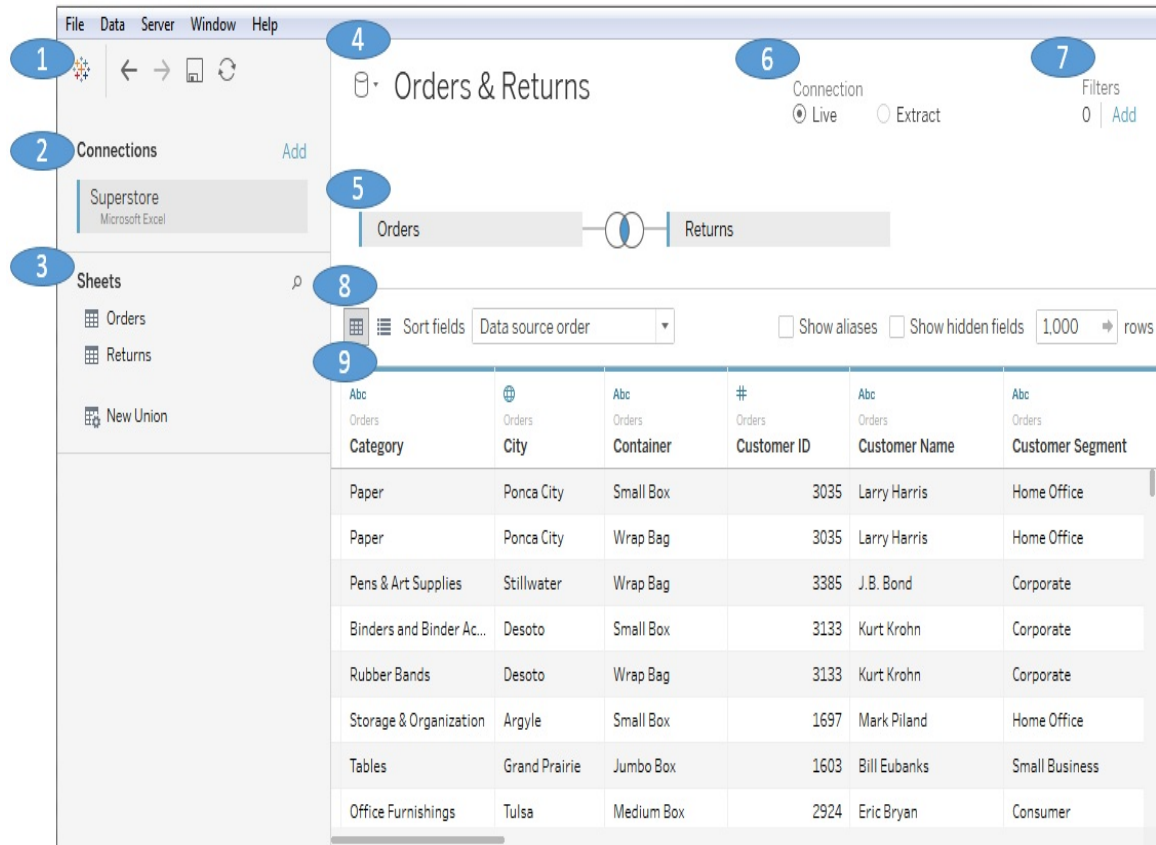 File Data Server Window Help
1
4
Orders & Returns
6
Connection
Live Extract
7
Filters
0 Add
2
Connections Add
Superstore
Microsoft Excel
5
Orders Returns
3
Sheets
Orders
Returns
New Union
8
Sort fields Data source order Show aliases Show hidden fields 1,000 rows
9
Abc Abc # Abc Abc
Orders Orders Orders Orders Orders Orders
Category City Container Customer ID Customer Name Customer Segment
Paper Ponca City Small Box 3035 Larry Harris Home Office
Paper Ponca City Wrap Bag 3035 Larry Harris Home Office
Pens & Art Supplies Stillwater Wrap Bag 3385 J.B. Bond Corporate
Binders and Binder Ac... Desoto Small Box 3133 Kurt Krohn Corporate
Rubber Bands Desoto Wrap Bag 3133 Kurt Krohn Corporate
Storage & Organization Argyle Small Box 1697 Mark Piland Home Office
Tables Grand Prairie Jumbo Box 1603 Bill Eubanks Small Business
Office Furnishings Tulsa Medium Box 2924 Eric Bryan Consumer